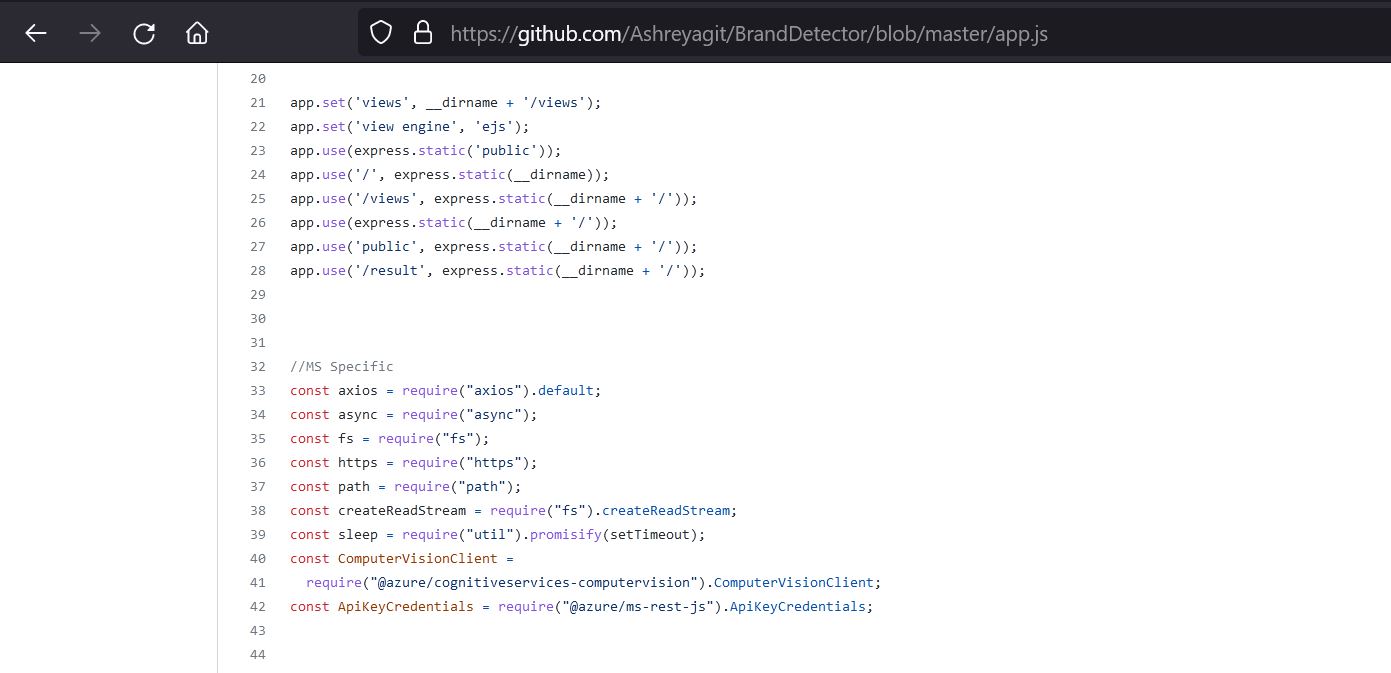 https://github.com/Ashreyagit/BrandDetector/blob/master/app.js
20
21 app.set('views', __dirname + '/views');
22 app.set('view engine', 'ejs');
23 app.use(express.static('public'));
24 app.use('/', express.static(__dirname));
25 app.use('/views', express.static(__dirname + '/'));
26 app.use(express.static(__dirname + '/'));
27 app.use('public', express.static(__dirname + '/'));
28 app.use('/result', express.static(__dirname + '/'));
29
30
31
32 //MS Specific
33 const axios = require("axios").default;
34 const async = require("async");
35 const fs = require("fs");
36 const https = require("https");
37 const path = require("path");
38 const createReadStream = require("fs").createReadStream;
39 const sleep = require("util").promisify(setTimeout);
40 const ComputerVisionClient =
41   require("@azure/cognitiveservices-computervision").ComputerVisionClient;
42 const ApiKeyCredentials = require("@azure/ms-rest-js").ApiKeyCredentials;
43
44